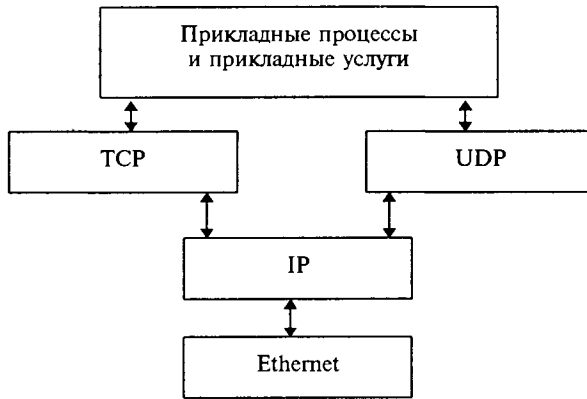 Прикладные процессы
и прикладные услуги
TCP
UDP
IP
Ethernet